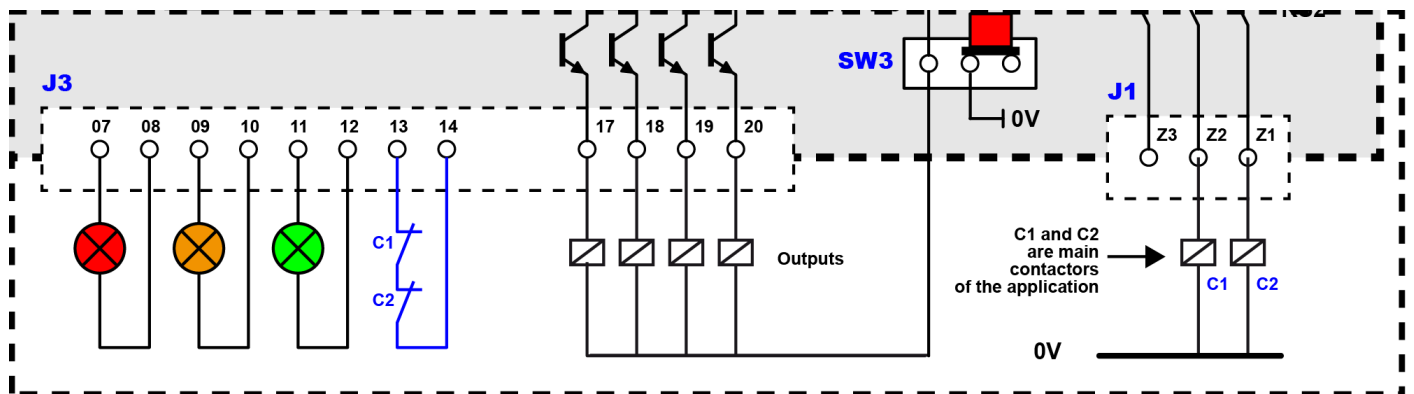 SW3
J3
J1
0V
07 08 09 10 11 12 13 14 17 18 19 20
Z3 Z2 Z1
C1
C2
Outputs
C1 and C2
are main
contactors
of the application
C1 C2
0V